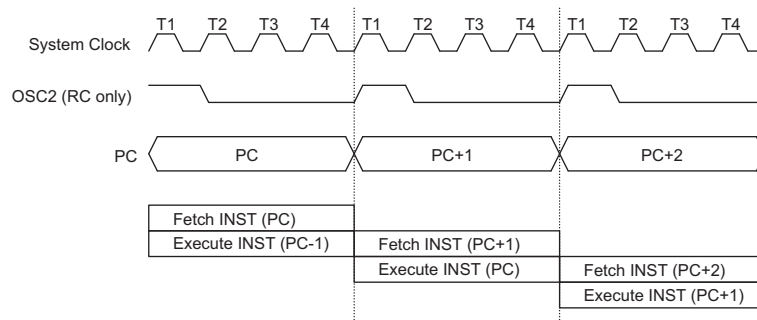 T1 T2 T3 T4 T1 T2 T3 T4 T1 T2 T3 T4
System Clock
OSC2 (RC only)
PC PC PC+1 PC+2
Fetch INST (PC)
Execute INST (PC-1) Fetch INST (PC+1)
Execute INST (PC) Fetch INST (PC+2)
Execute INST (PC+1)